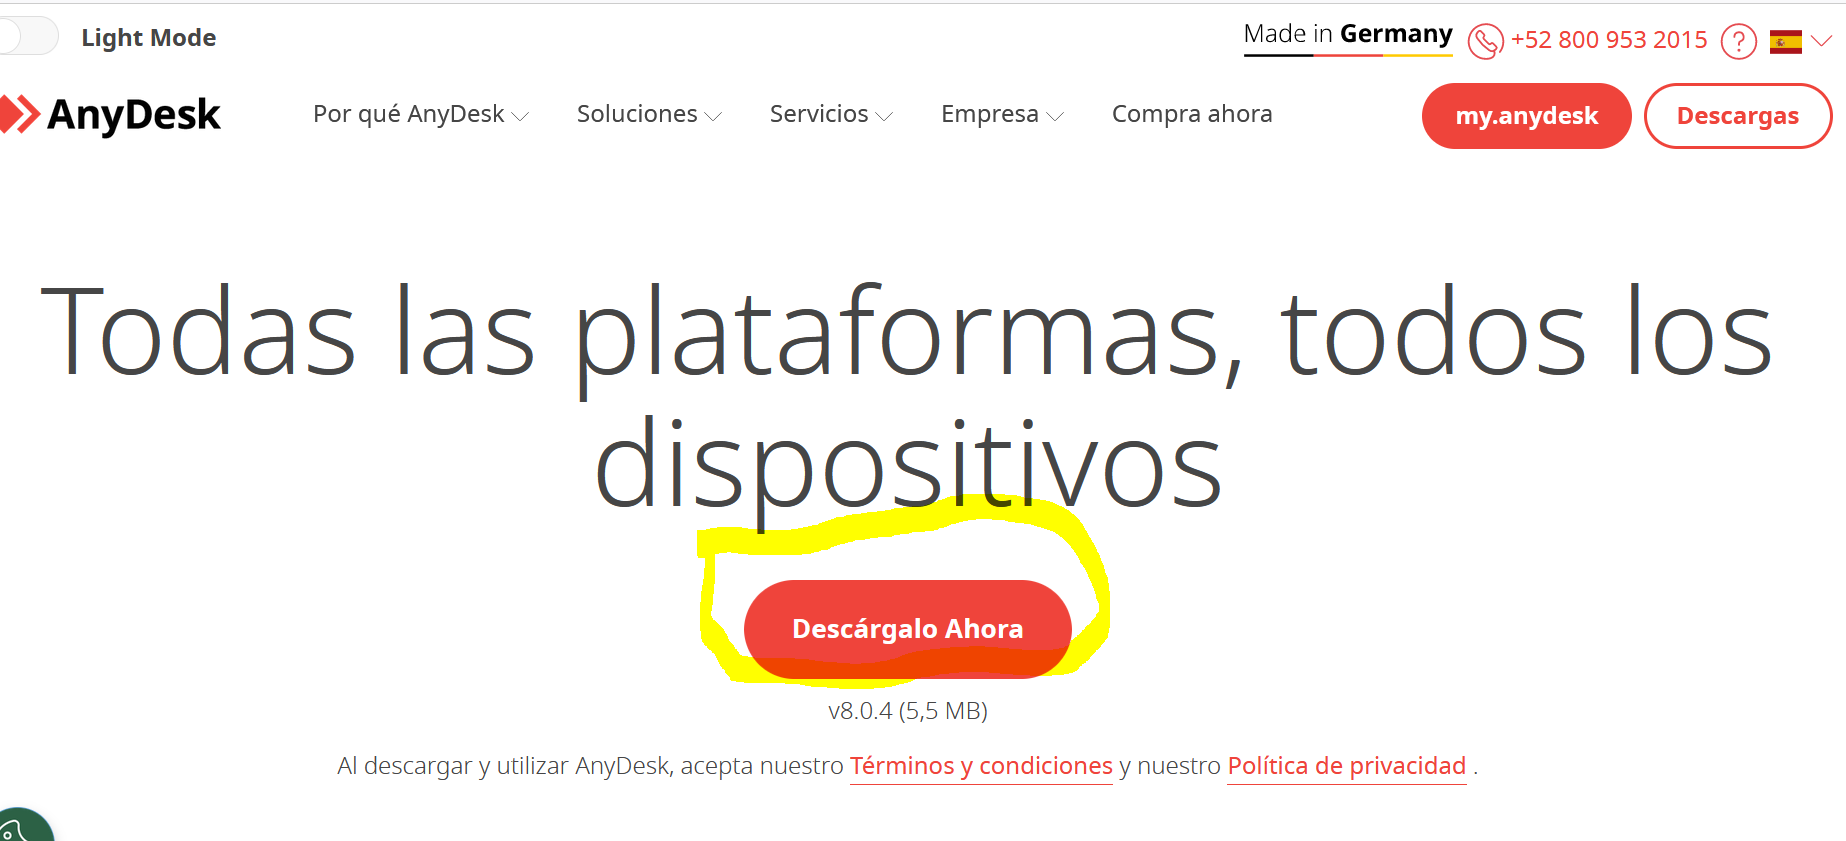 Light Mode
Made in Germany
+52 800 953 2015
?
AnyDesk
Por qué AnyDesk
Soluciones
Servicios
Empresa
Compra ahora
my.anydesk
Descargas
Todas las plataformas, todos los
dispositivos
Descárgalo Ahora
v8.0.4 (5,5 MB)
Al descargar y utilizar AnyDesk, acepta nuestro Términos y condiciones y nuestro Política de privacidad .